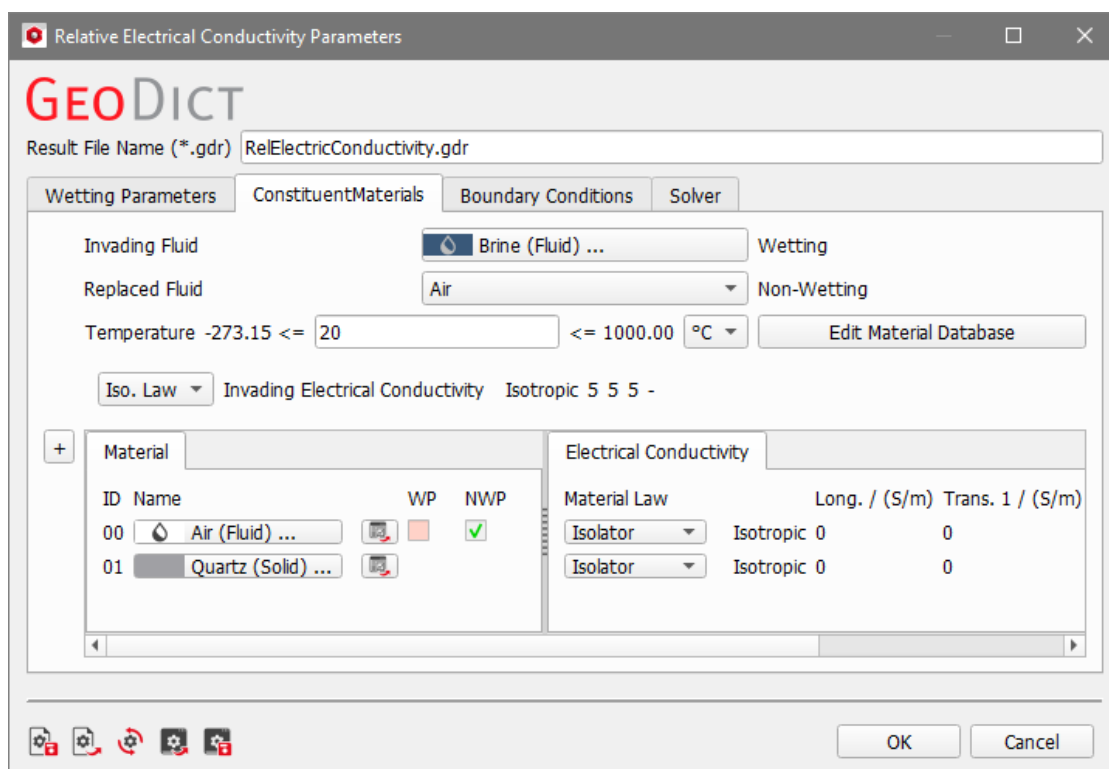 Relative Electrical Conductivity Parameters
GEODICT
Result File Name (*.gdr) RelElectricConductivity.gdr
Wetting Parameters ConstituentMaterials Boundary Conditions Solver
Invading Fluid Brine (Fluid) ... Wetting
Replaced Fluid Air Non-Wetting
Temperature -273.15 <= 20 <= 1000.00 °C Edit Material Database
Iso. Law Invading Electrical Conductivity Isotropic 5 5 5 -
+ Material Electrical Conductivity
ID Name WP NWP Material Law Long. / (S/m) Trans. 1 / (S/m)
00 Air (Fluid) ... Isolator Isotropic 0 0
01 Quartz (Solid) ... Isolator Isotropic 0 0
OK Cancel